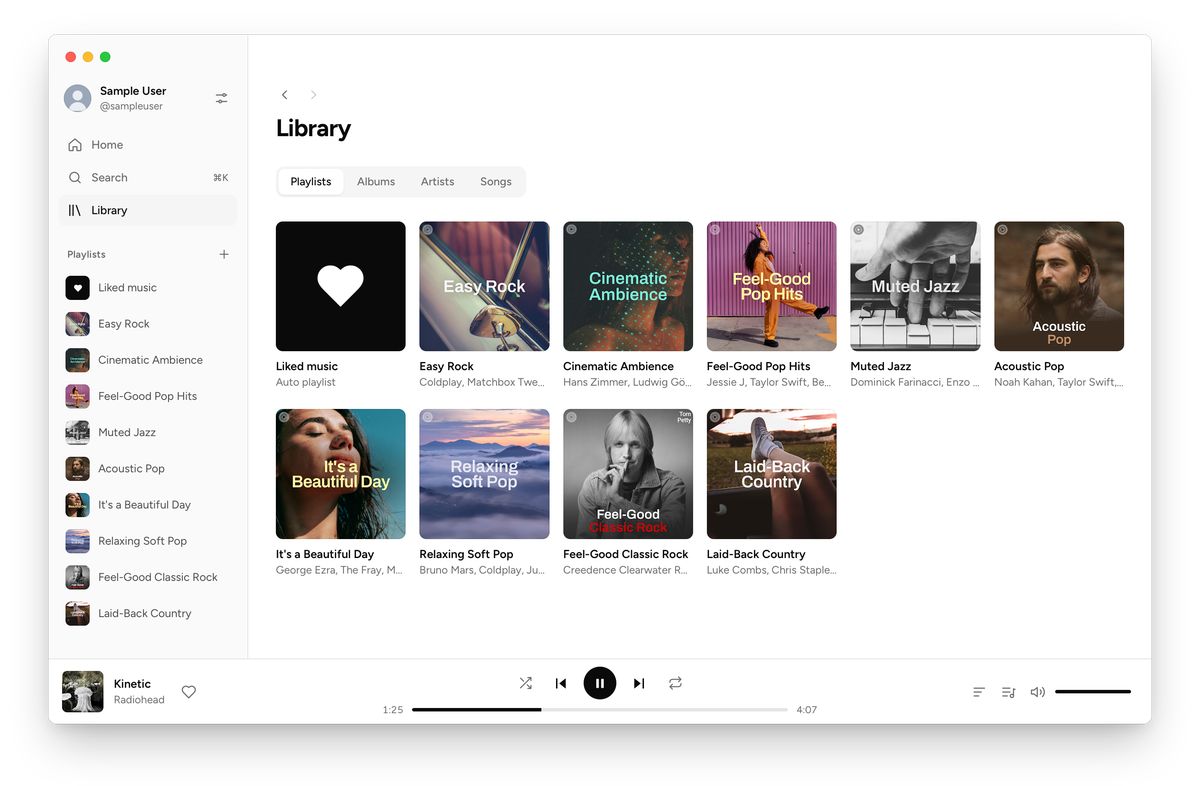 Sample User
@sampleuser
Home
Search ⌘K
Library
Playlists
Liked music
Easy Rock
Cinematic Ambience
Feel-Good Pop Hits
Muted Jazz
Acoustic Pop
It's a Beautiful Day
Relaxing Soft Pop
Feel-Good Classic Rock
Laid-Back Country
Library
Playlists Albums Artists Songs
Easy Rock
Cinematic
Ambience
Feel-Good
Pop Hits
Muted Jazz
Acoustic
Pop
Liked music
Auto playlist
Easy Rock
Coldplay, Matchbox Twe...
Cinematic Ambience
Hans Zimmer, Ludwig Gö...
Feel-Good Pop Hits
Jessie J, Taylor Swift, Be...
Muted Jazz
Dominick Farinacci, Enzo ...
Acoustic Pop
Noah Kahan, Taylor Swift,...
It's a
Beautiful Day
Relaxing
Soft Pop
Tom
Petty
Feel-Good
Classic Rock
Laid-Back
Country
It's a Beautiful Day
George Ezra, The Fray, M...
Relaxing Soft Pop
Bruno Mars, Coldplay, Ju...
Feel-Good Classic Rock
Creedence Clearwater R...
Laid-Back Country
Luke Combs, Chris Staple...
Kinetic
Radiohead
1:25
4:07